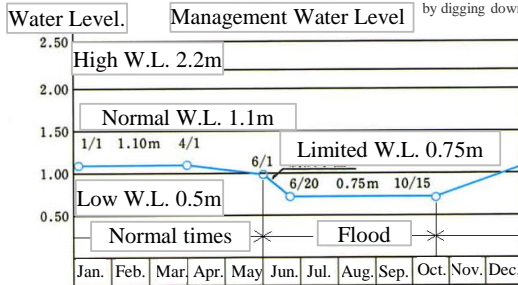 Water Level.
Management Water Level
by digging down
2.50
High W.L. 2.2m
2.00
Normal W.L. 1.1m
1.50
1/1 1.10m 4/1
6/1
Limited W.L. 0.75m
1.00
6/20 0.75m 10/15
Low W.L. 0.5m
0.50
Normal times
Flood
Jan. Feb. Mar. Apr. May Jun. Jul. Aug. Sep. Oct. Nov. Dec.